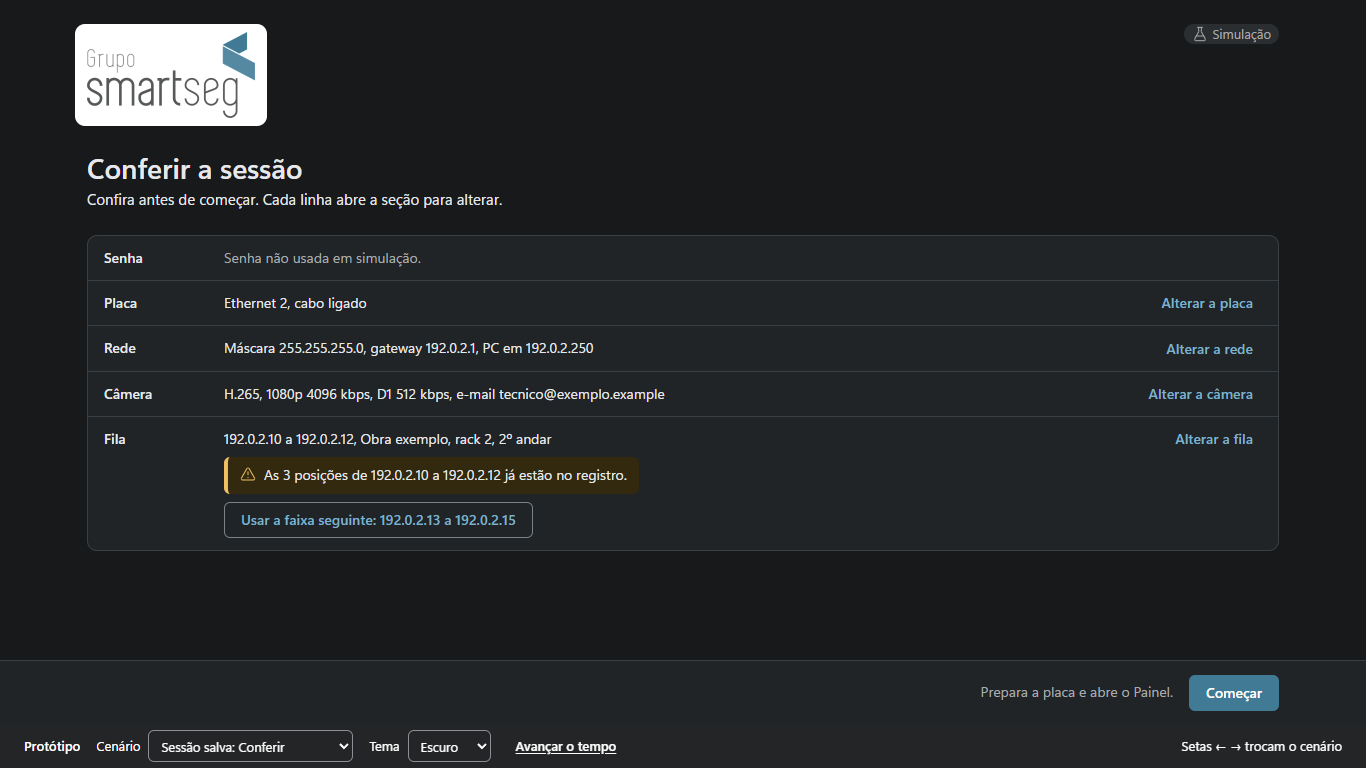 Grupo
smartseg
Simulação
Conferir a sessão
Confira antes de começar. Cada linha abre a seção para alterar.
Senha Senha não usada em simulação.
Placa Ethernet 2, cabo ligado Alterar a placa
Rede Máscara 255.255.255.0, gateway 192.0.2.1, PC em 192.0.2.250 Alterar a rede
Câmera H.265, 1080p 4096 kbps, D1 512 kbps, e-mail tecnico@exemplo.example Alterar a câmera
Fila 192.0.2.10 a 192.0.2.12, Obra exemplo, rack 2, 2º andar Alterar a fila
As 3 posições de 192.0.2.10 a 192.0.2.12 já estão no registro.
Usar a faixa seguinte: 192.0.2.13 a 192.0.2.15
Prepara a placa e abre o Painel. Começar
Protótipo Cenário Sessão salva: Conferir Tema Escuro Avançar o tempo Setas ← → trocam o cenário